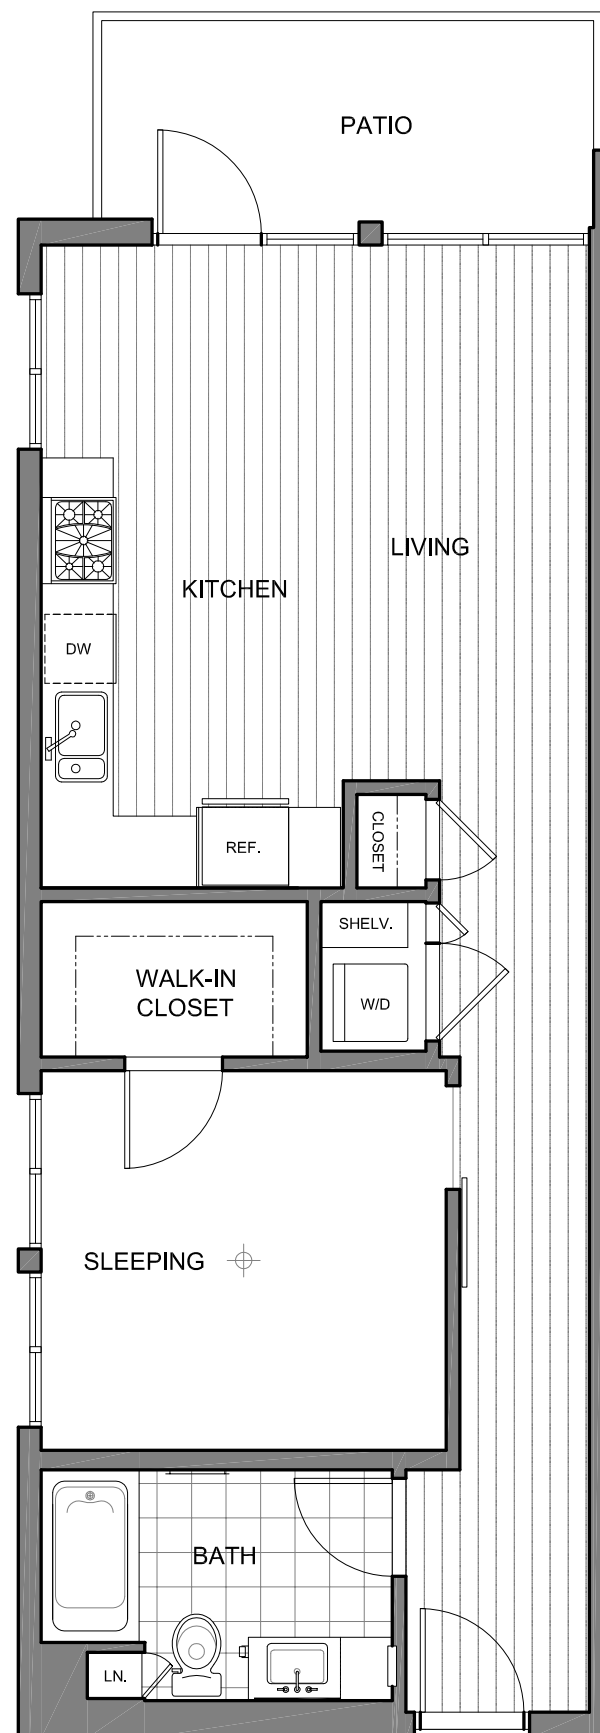 PATIO
LIVING
KITCHEN
DW
REF.
CLOSET
SHELV.
WALK-IN
CLOSET
W/D
SLEEPING
BATH
LN.